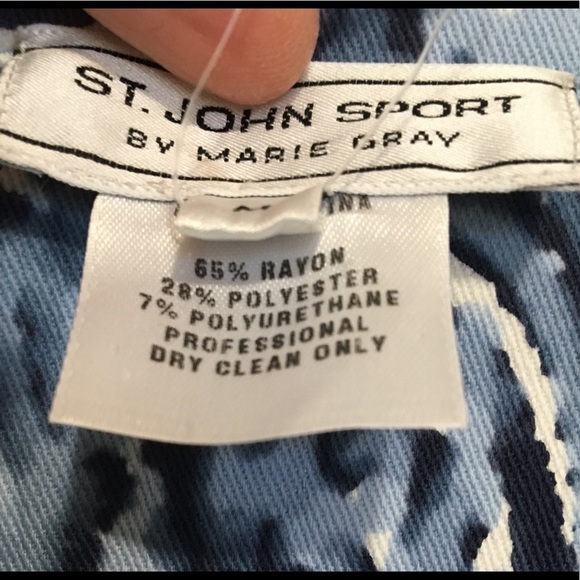 ST. JOHN SPORT
BY MARIE GRAY
M
65% RAYON
28% POLYESTER
7% POLYURETHANE
PROFESSIONAL
DRY CLEAN ONLY